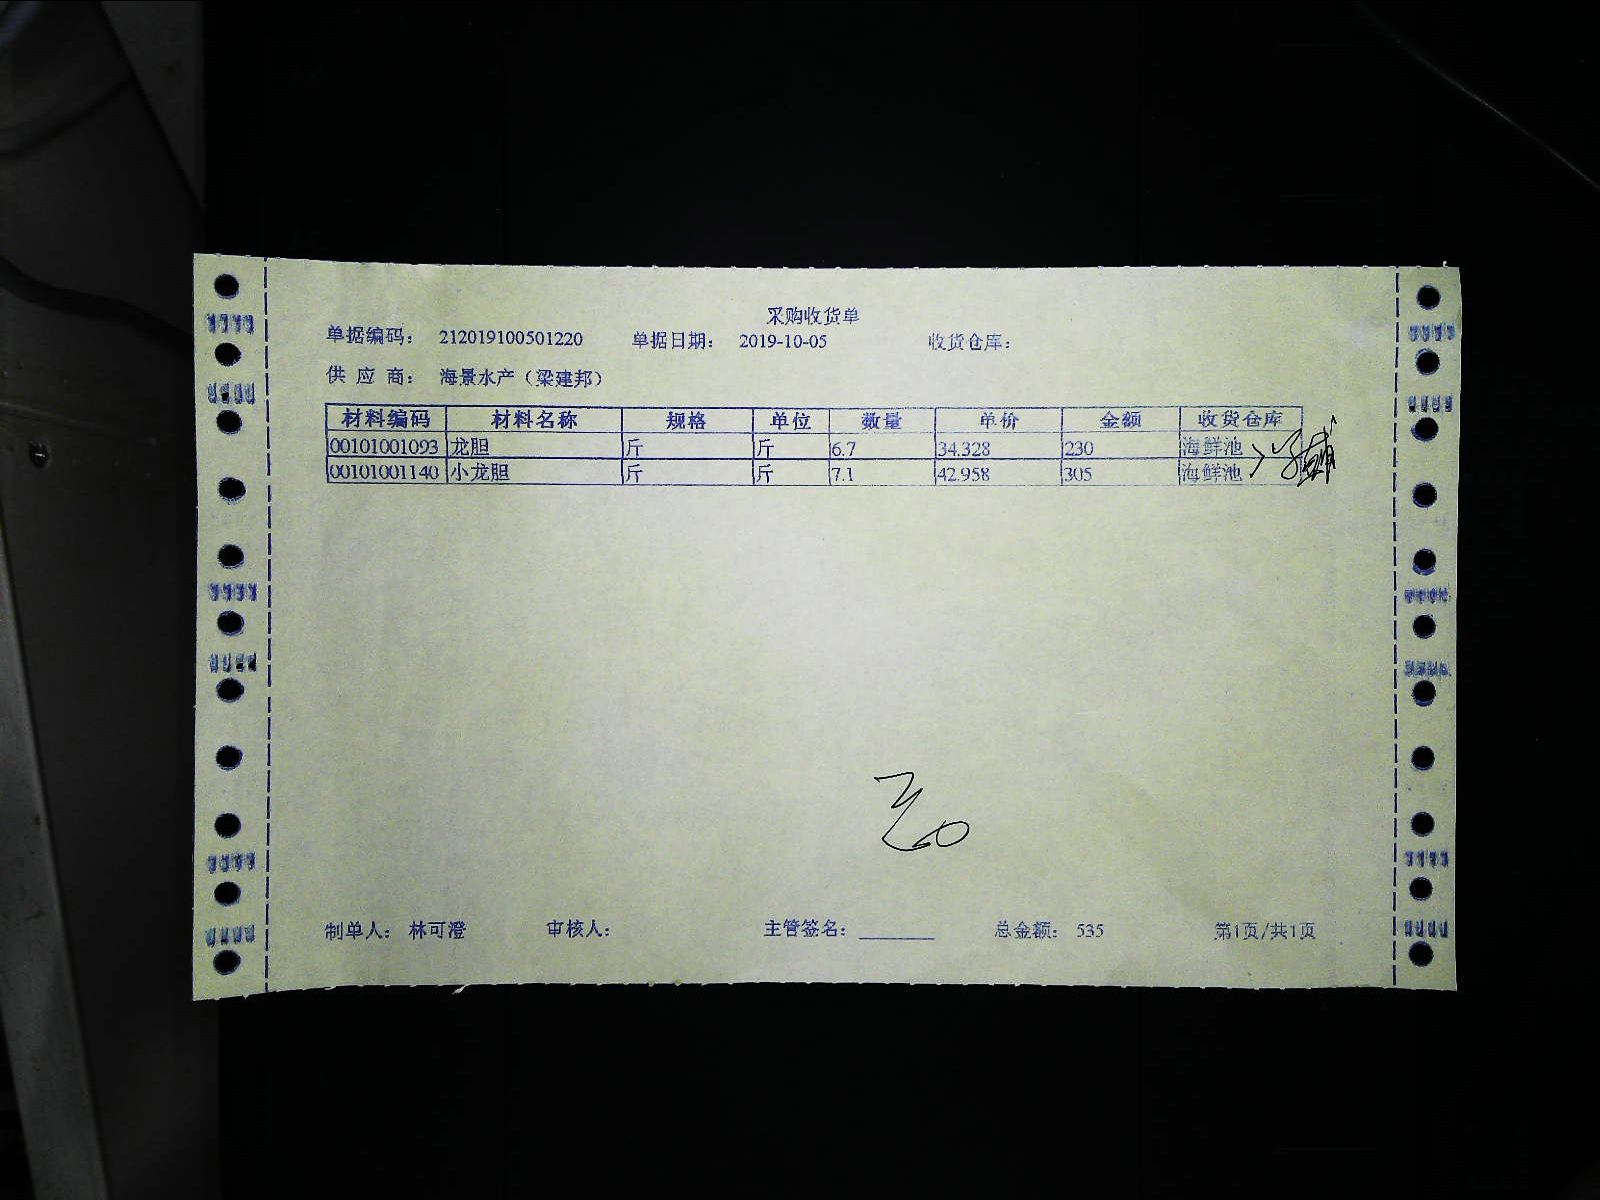 采购收货单
单据编码： 212019100501220 单据日期： 2019-10-05 收货仓库：
供 应 商： 海景水产（梁建邦）
材料编码 材料名称 规格 单位 数量 单价 金额 收货仓库
00101001093 龙胆 斤 斤 6.7 34.328 230 海鲜池
00101001140 小龙胆 斤 斤 7.1 42.958 305 海鲜池
制单人： 林可澄 审核人： 主管签名： ________ 总金额： 535 第1页/共1页